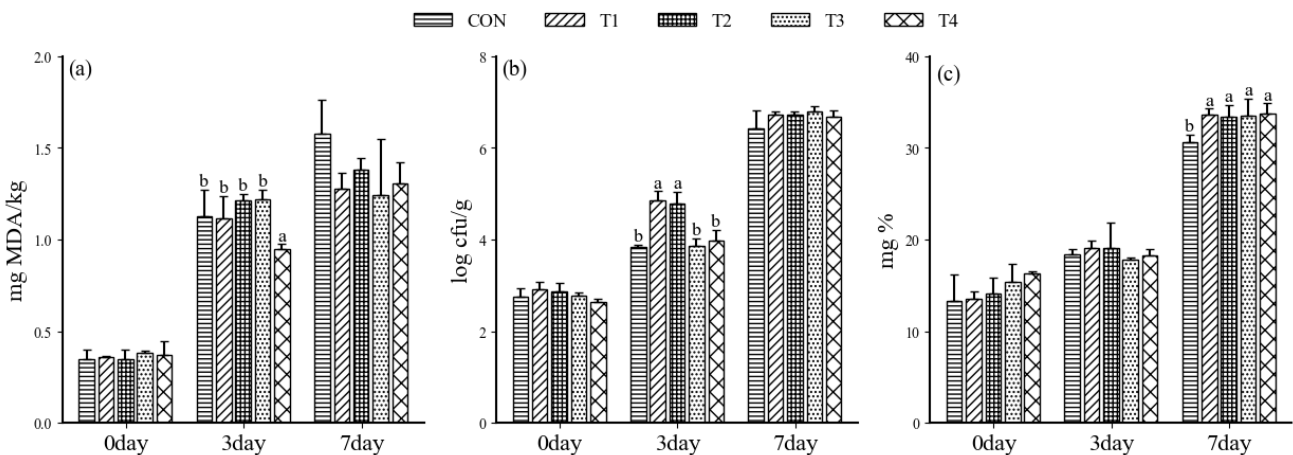 CON T1 T2 T3 T4
(a)
mg MDA/kg
2.0
1.5
1.0
0.5
0.0
b b b b a
0day 3day 7day
(b)
log cfu/g
8
6
4
2
0
b a a b b
0day 3day 7day
(c)
mg %
40
30
20
10
0
b a a a a
0day 3day 7day